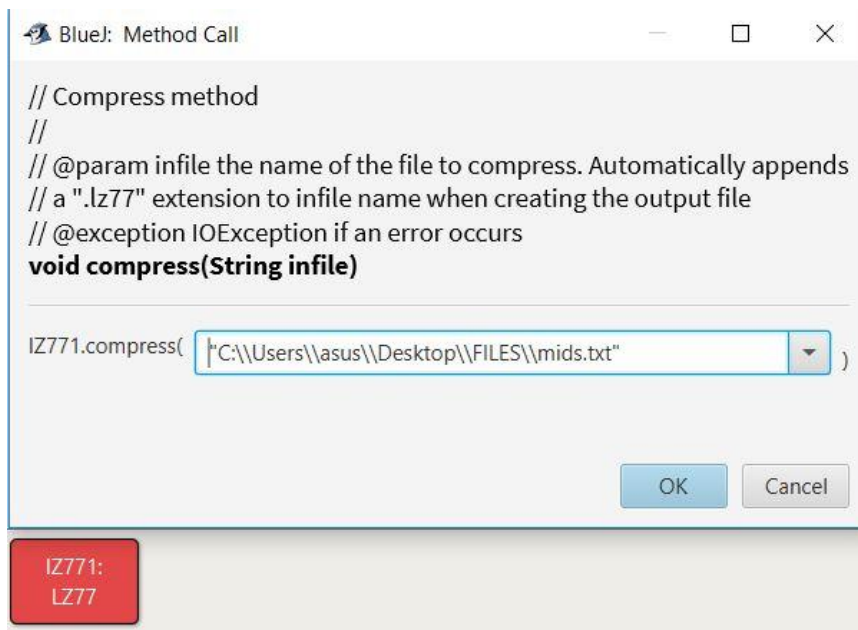 BlueJ: Method Call
// Compress method
//
// @param infile the name of the file to compress. Automatically appends
// a ".lz77" extension to infile name when creating the output file
// @exception IOException if an error occurs
void compress(String infile)
lZ771.compress( "C:\\Users\\asus\\Desktop\\FILES\\mids.txt" )
OK Cancel
lZ771:
LZ77